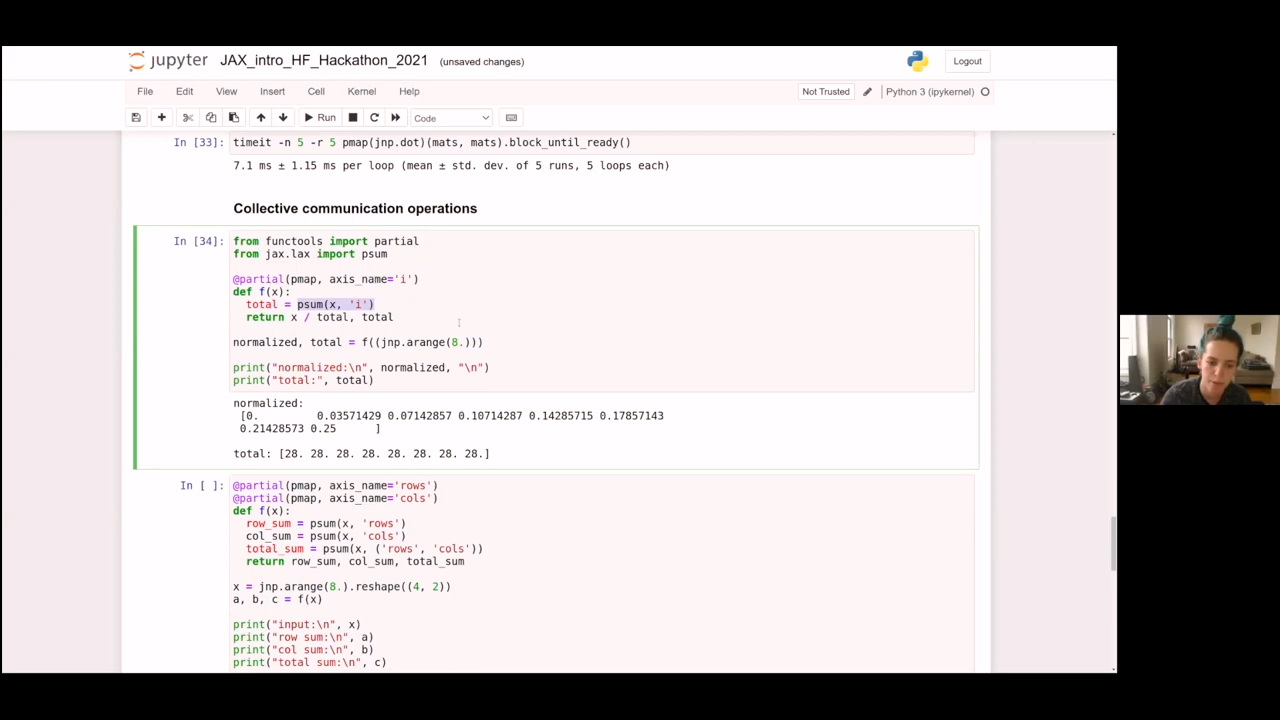 jupyter JAX_intro_HF_Hackathon_2021 (unsaved changes) Logout
File Edit View Insert Cell Kernel Help Not Trusted Python 3 (ipykernel)
Run Code
In [33]: timeit -n 5 -r 5 pmap(jnp.dot)(mats, mats).block_until_ready()
7.1 ms ± 1.15 ms per loop (mean ± std. dev. of 5 runs, 5 loops each)
Collective communication operations
In [34]: from functools import partial
from jax.lax import psum
@partial(pmap, axis_name='i')
def f(x):
  total = psum(x, 'i')
  return x / total, total
normalized, total = f((jnp.arange(8.)))
print("normalized:\n", normalized, "\n")
print("total:", total)
normalized:
 [0.         0.03571429 0.07142857 0.10714287 0.14285715 0.17857143
 0.21428573 0.25      ]
total: [28. 28. 28. 28. 28. 28. 28. 28.]
In [ ]: @partial(pmap, axis_name='rows')
@partial(pmap, axis_name='cols')
def f(x):
  row_sum = psum(x, 'rows')
  col_sum = psum(x, 'cols')
  total_sum = psum(x, ('rows', 'cols'))
  return row_sum, col_sum, total_sum
x = jnp.arange(8.).reshape((4, 2))
a, b, c = f(x)
print("input:\n", x)
print("row sum:\n", a)
print("col sum:\n", b)
print("total sum:\n", c)